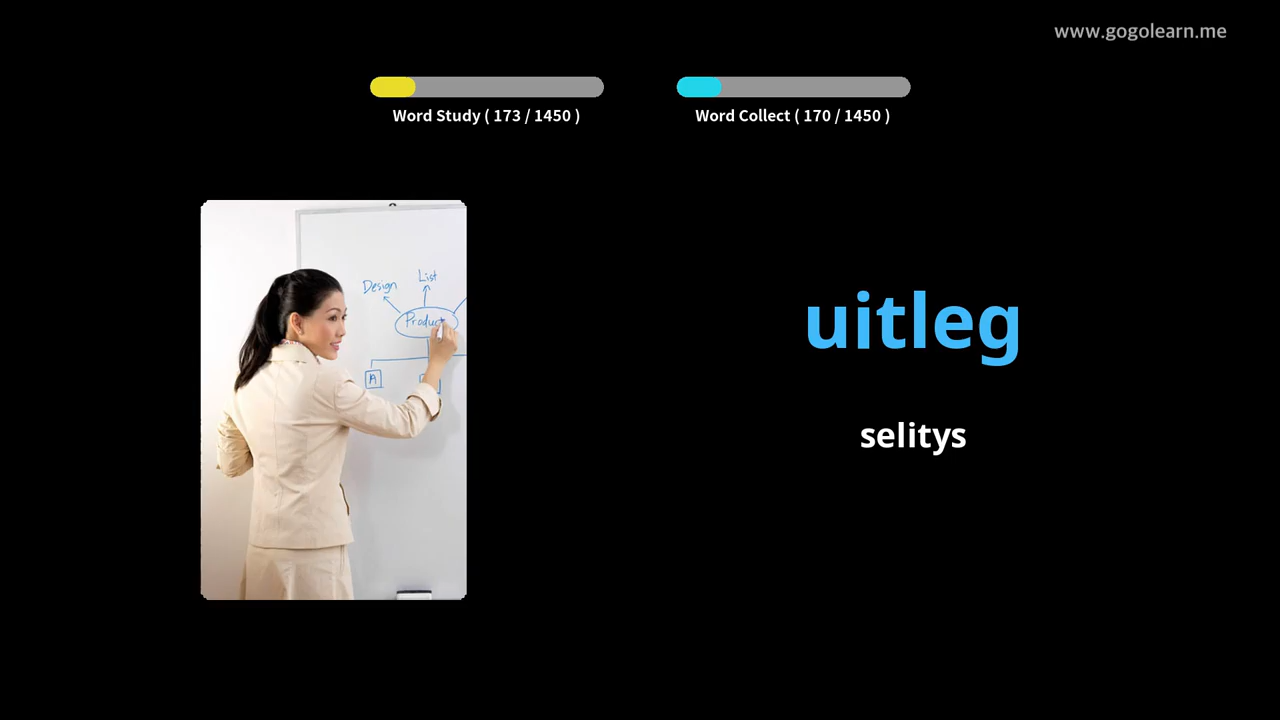 www.gogolearn.me
Word Study ( 173 / 1450 )
Word Collect ( 170 / 1450 )
Design
List
Product
A
uitleg
selitys